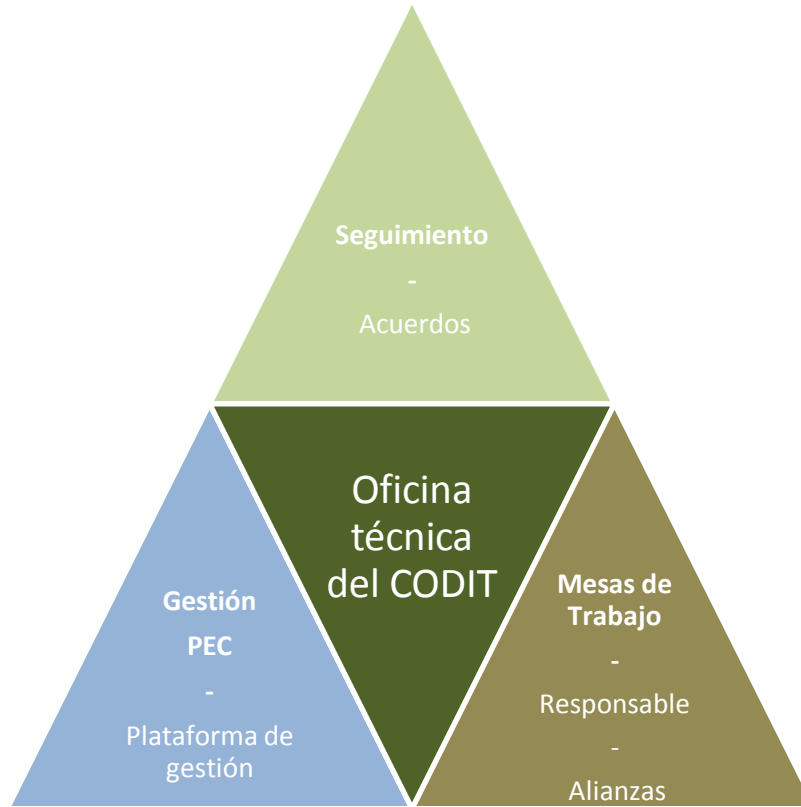 Seguimiento
-
Acuerdos
Oficina
técnica
del CODIT
Gestión
PEC
-
Plataforma de
gestión
Mesas de
Trabajo
-
Responsable
-
Alianzas